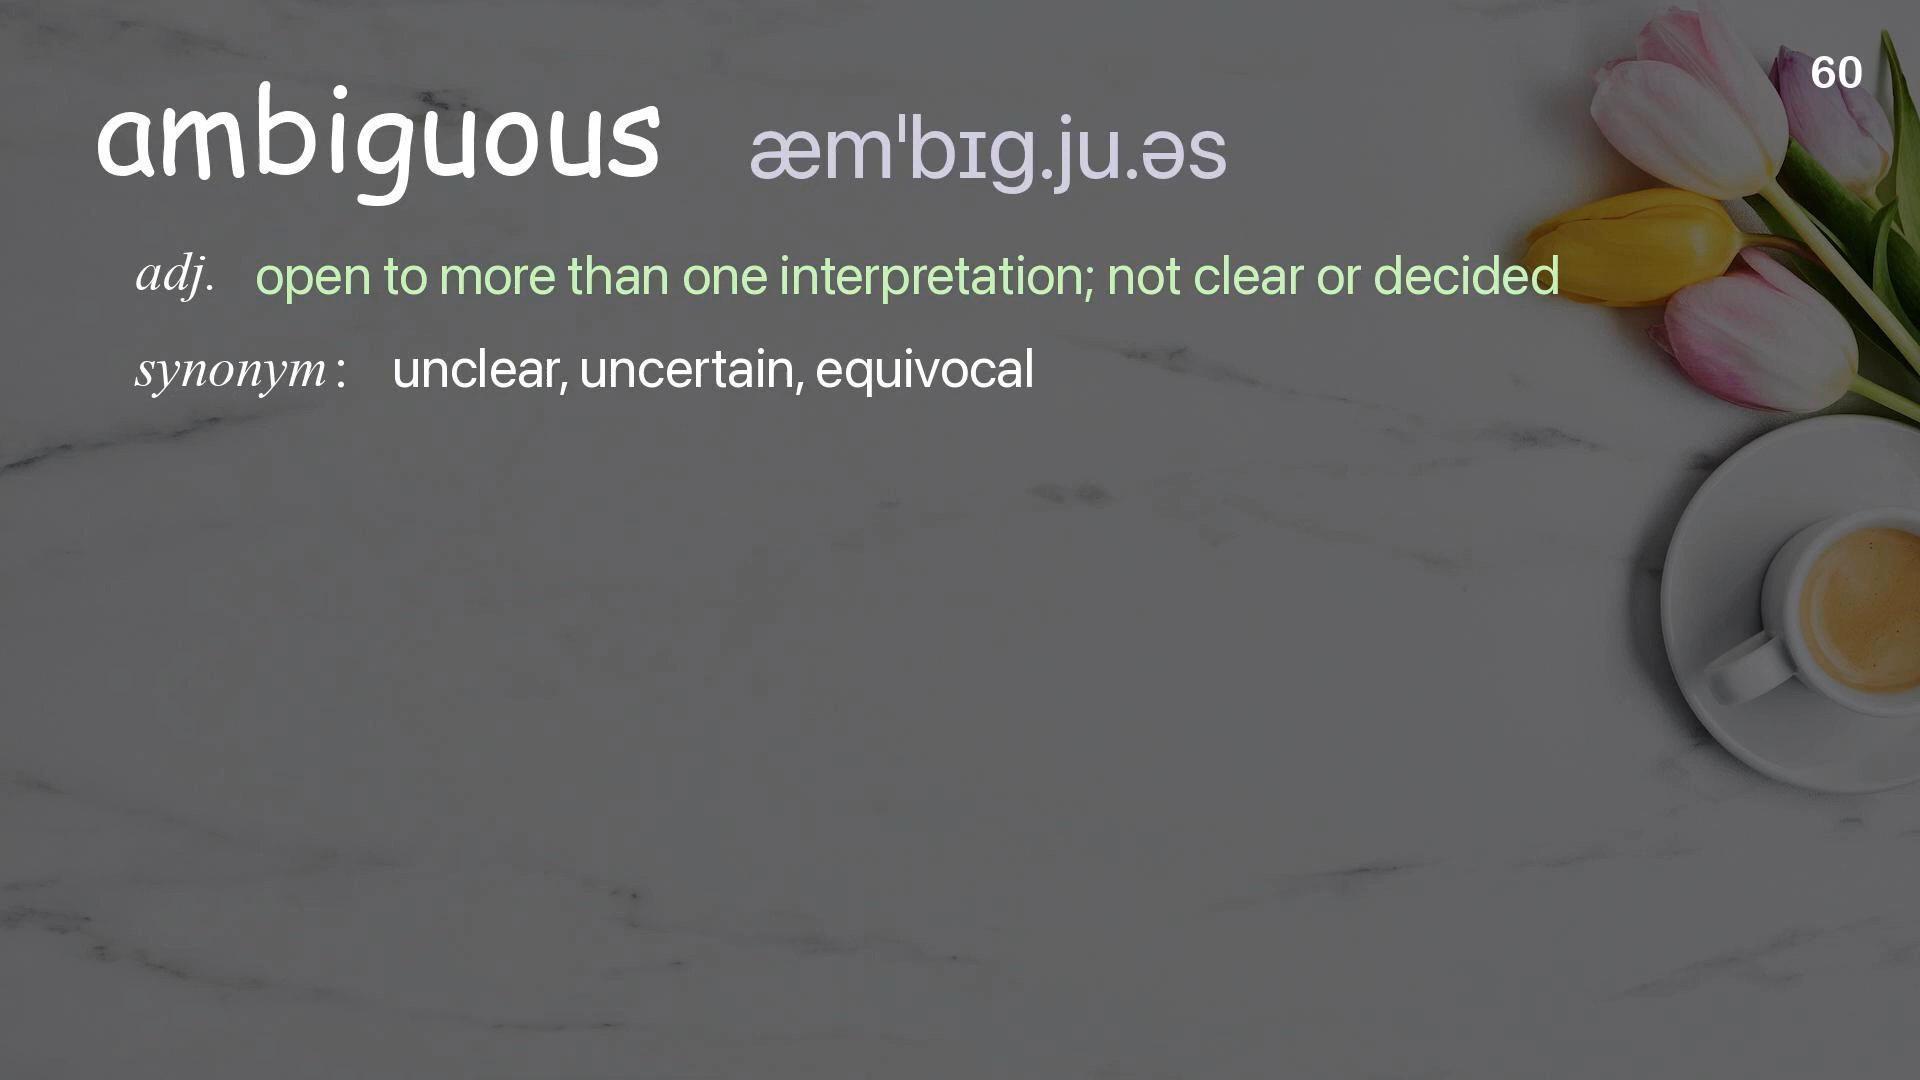 60
ambiguous æmˈbɪg.ju.əs
adj. open to more than one interpretation; not clear or decided
synonym: unclear, uncertain, equivocal